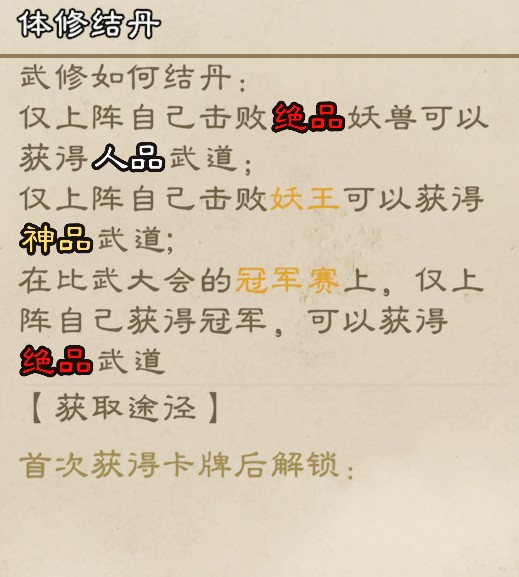 体修结丹
武修如何结丹：
仅上阵自己击败绝品妖兽可以
获得人品武道；
仅上阵自己击败妖王可以获得
神品武道；
在比武大会的冠军赛上，仅上
阵自己获得冠军，可以获得
绝品武道
【获取途径】
首次获得卡牌后解锁：